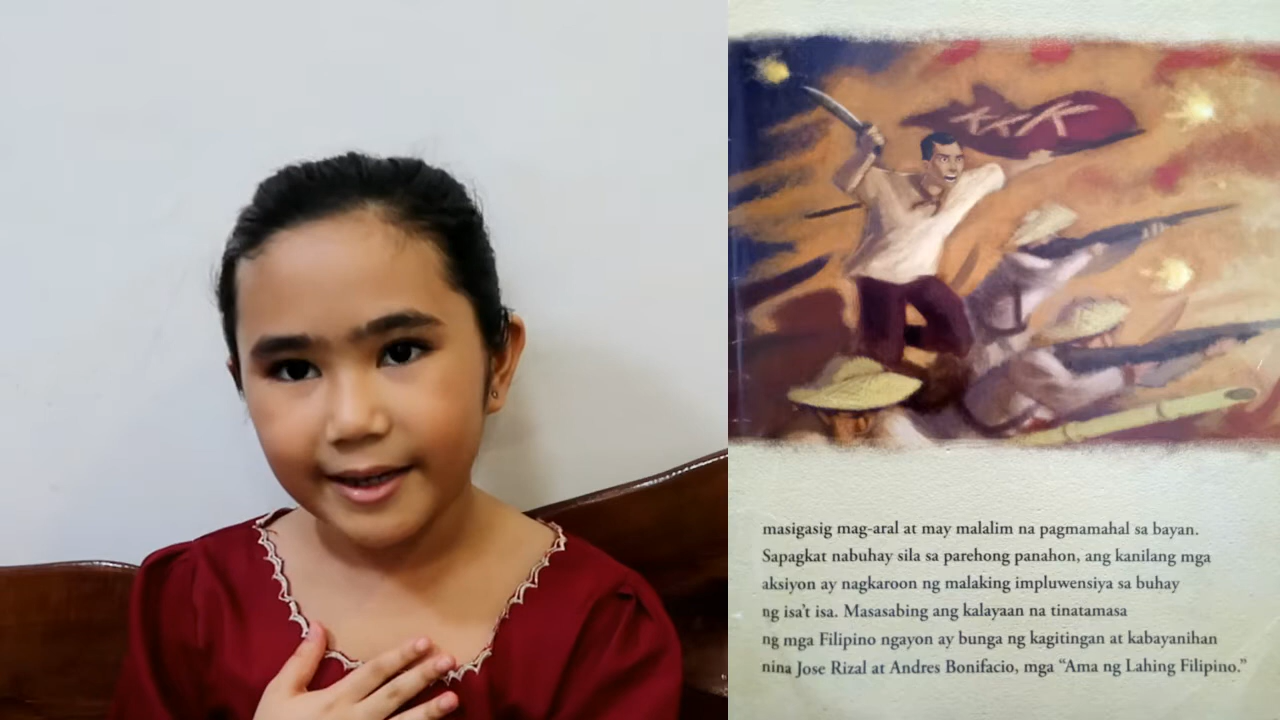 KKK
masigasig mag-aral at may malalim na pagmamahal sa bayan.
Sapagkat nabuhay sila sa parehong panahon, ang kanilang mga
aksiyon ay nagkaroon ng malaking impluwensiya sa buhay
ng isa't isa. Masasabing ang kalayaan na tinatamasa
ng mga Filipino ngayon ay bunga ng kagitingan at kabayanihan
nina Jose Rizal at Andres Bonifacio, mga “Ama ng Lahing Filipino.”